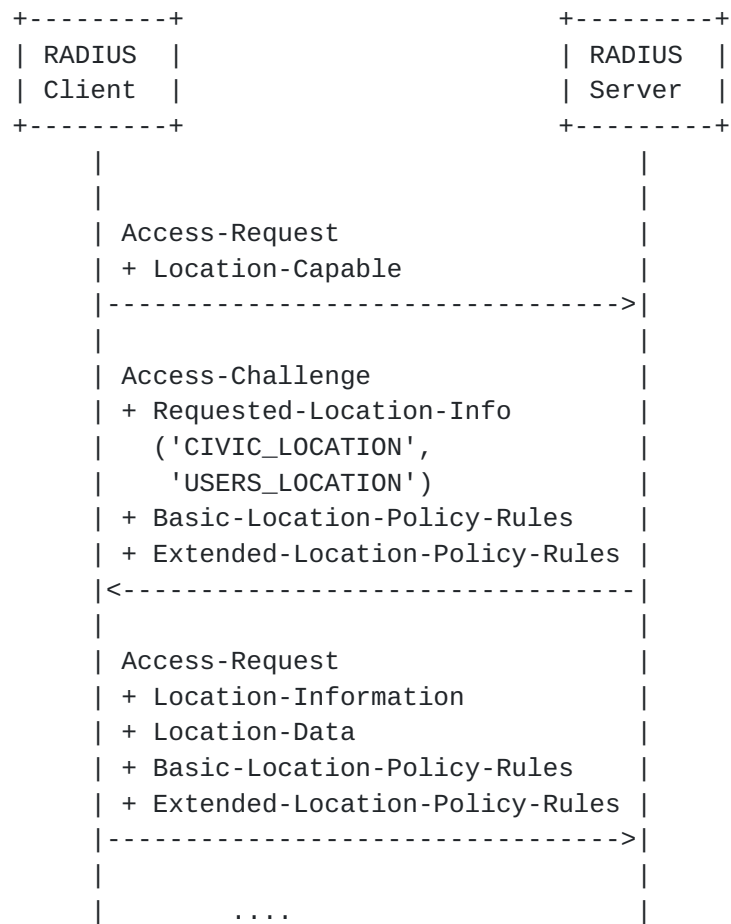 +---------+                        +---------+
| RADIUS  |                        | RADIUS  |
| Client  |                        | Server  |
+---------+                        +---------+
     |                                  |
     |                                  |
     | Access-Request                   |
     | + Location-Capable               |
     |--------------------------------->|
     |                                  |
     | Access-Challenge                 |
     | + Requested-Location-Info        |
     |   ('CIVIC_LOCATION',             |
     |    'USERS_LOCATION')             |
     | + Basic-Location-Policy-Rules    |
     | + Extended-Location-Policy-Rules |
     |<---------------------------------|
     |                                  |
     | Access-Request                   |
     | + Location-Information           |
     | + Location-Data                  |
     | + Basic-Location-Policy-Rules    |
     | + Extended-Location-Policy-Rules |
     |--------------------------------->|
     |                                  |
     |        ....                      |